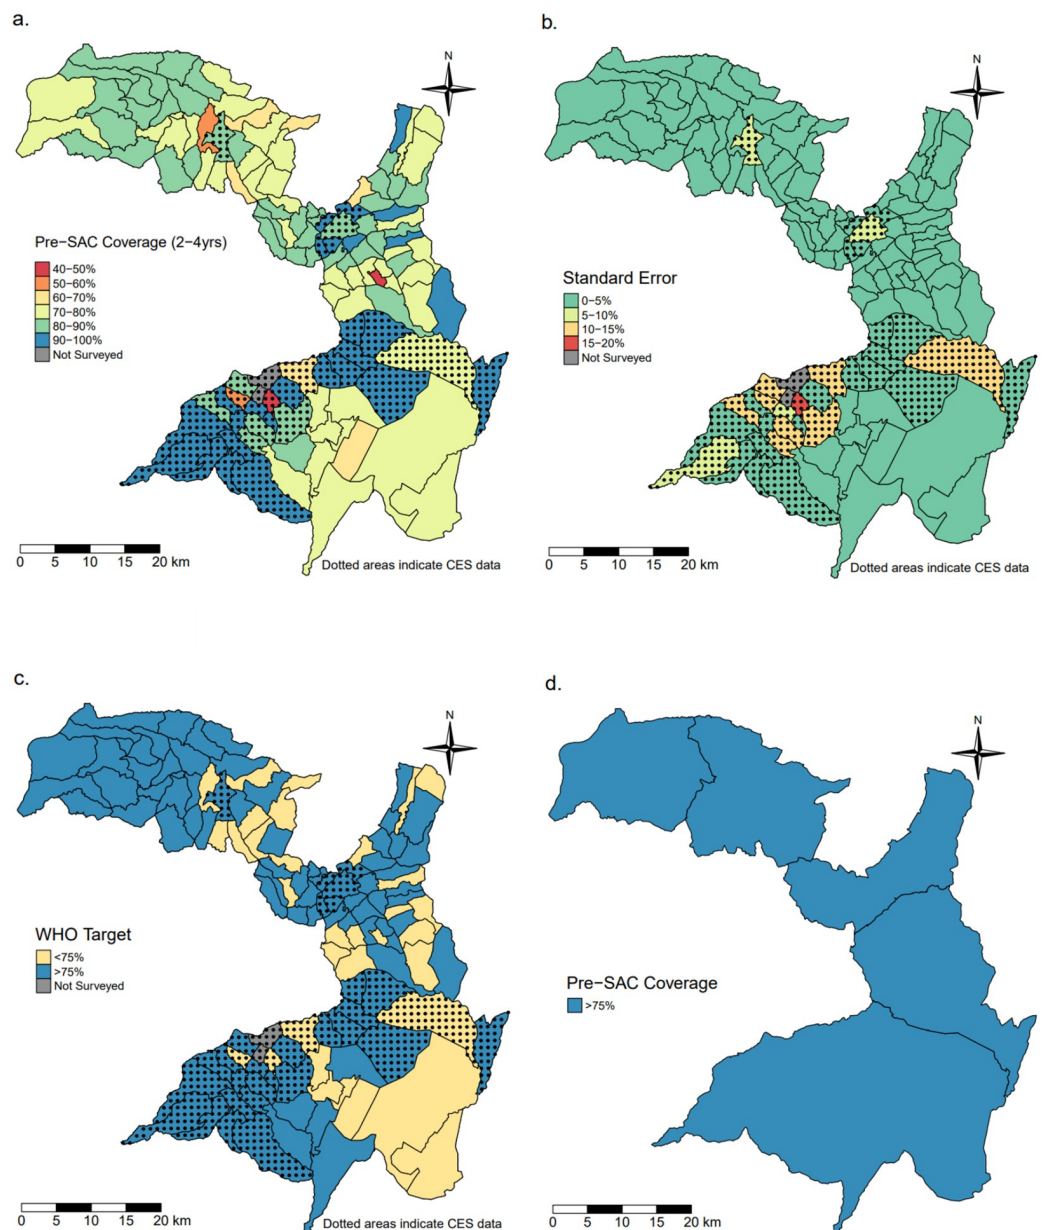 a.
N
Pre−SAC Coverage (2−4yrs)
40−50%
50−60%
60−70%
70−80%
80−90%
90−100%
Not Surveyed
0 5 10 15 20 km
Dotted areas indicate CES data
b.
N
Standard Error
0−5%
5−10%
10−15%
15−20%
Not Surveyed
0 5 10 15 20 km
Dotted areas indicate CES data
c.
N
WHO Target
<75%
>75%
Not Surveyed
0 5 10 15 20 km
Dotted areas indicate CES data
d.
N
Pre−SAC Coverage
>75%
0 5 10 15 20 km